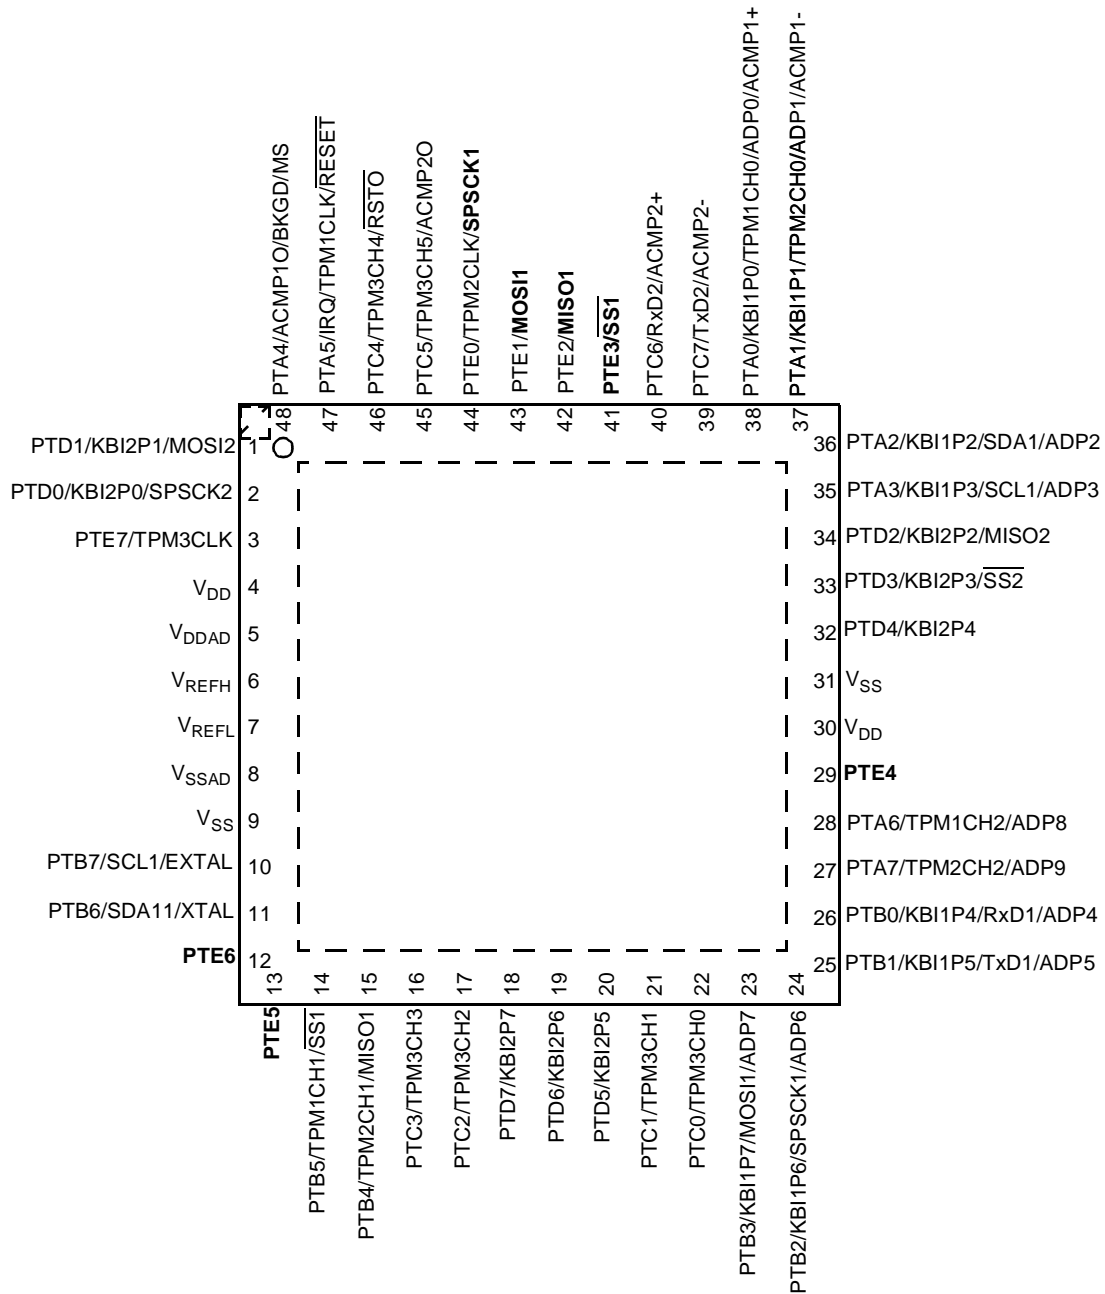 PTA4/ACMP1O/BKGD/MS
PTA5/IRQ/TPM1CLK/RESET
PTC4/TPM3CH4/RSTO
PTC5/TPM3CH5/ACMP2O
PTE0/TPM2CLK/SPSCK1
PTE1/MOSI1
PTE2/MISO1
PTE3/SS1
PTC6/RxD2/ACMP2+
PTC7/TxD2/ACMP2-
PTA0/KBI1P0/TPM1CH0/ADP0/ACMP1+
PTA1/KBI1P1/TPM2CH0/ADP1/ACMP1-
48
47
46
45
44
43
42
41
40
39
38
37
PTD1/KBI2P1/MOSI2 1
PTD0/KBI2P0/SPSCK2 2
PTE7/TPM3CLK 3
VDD 4
VDDAD 5
VREFH 6
VREFL 7
VSSAD 8
VSS 9
PTB7/SCL1/EXTAL 10
PTB6/SDA11/XTAL 11
PTE6 12
36 PTA2/KBI1P2/SDA1/ADP2
35 PTA3/KBI1P3/SCL1/ADP3
34 PTD2/KBI2P2/MISO2
33 PTD3/KBI2P3/SS2
32 PTD4/KBI2P4
31 VSS
30 VDD
29 PTE4
28 PTA6/TPM1CH2/ADP8
27 PTA7/TPM2CH2/ADP9
26 PTB0/KBI1P4/RxD1/ADP4
25 PTB1/KBI1P5/TxD1/ADP5
13
14
15
16
17
18
19
20
21
22
23
24
PTE5
PTB5/TPM1CH1/SS1
PTB4/TPM2CH1/MISO1
PTC3/TPM3CH3
PTC2/TPM3CH2
PTD7/KBI2P7
PTD6/KBI2P6
PTD5/KBI2P5
PTC1/TPM3CH1
PTC0/TPM3CH0
PTB3/KBI1P7/MOSI1/ADP7
PTB2/KBI1P6/SPSCK1/ADP6